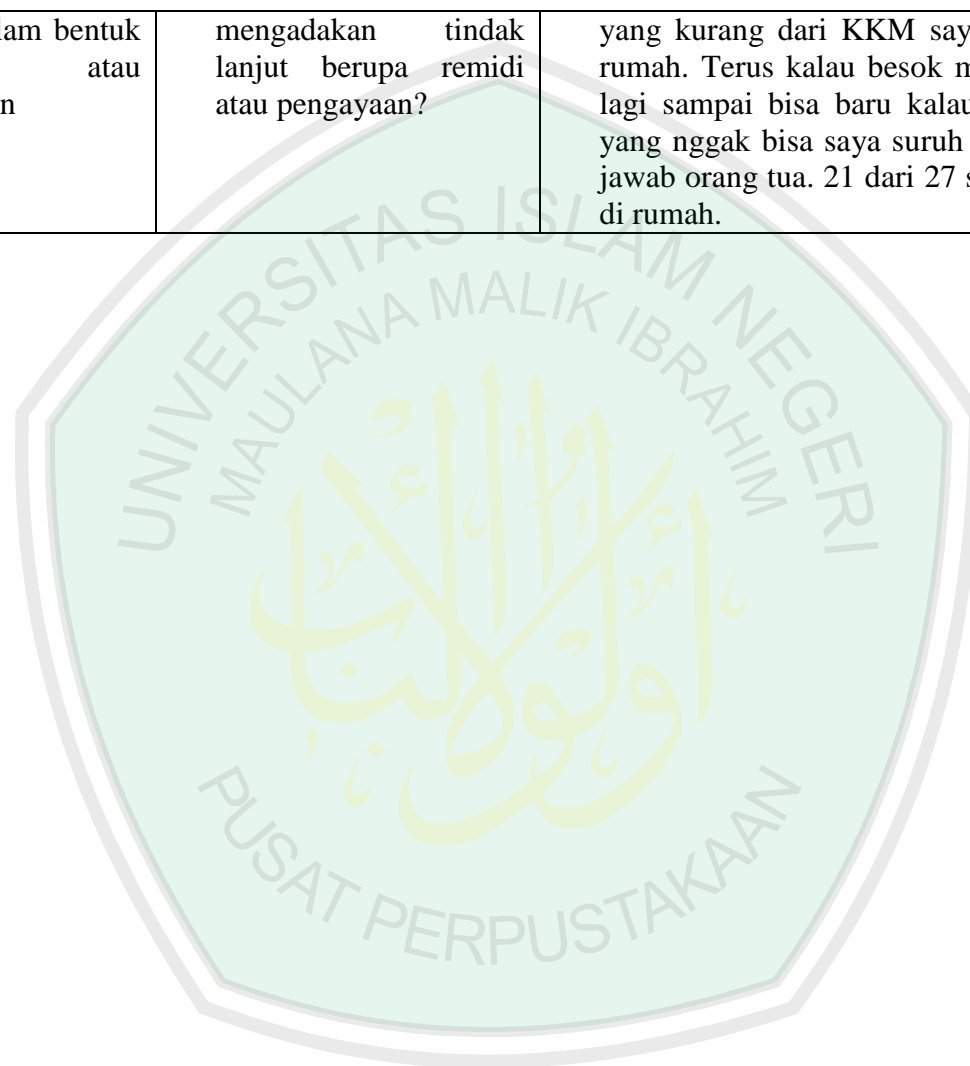 lam bentuk
atau
n
mengadakan tindak
lanjut berupa remidi
atau pengayaan?
yang kurang dari KKM say
rumah. Terus kalau besok m
lagi sampai bisa baru kalau
yang nggak bisa saya suruh
jawab orang tua. 21 dari 27 s
di rumah.
UNIVERSITAS ISLAM NEGERI
MAULANA MALIK IBRAHIM
PUSAT PERPUSTAKAAN